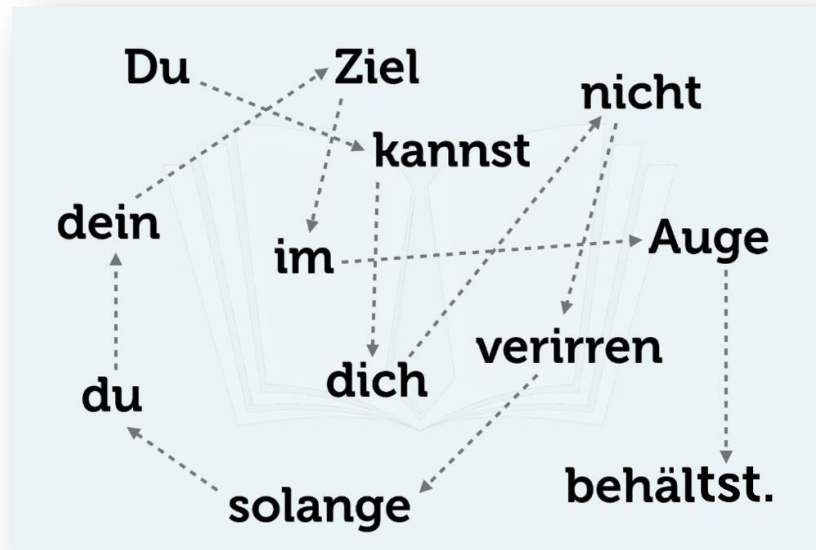 Du
kannst
dich
nicht
verirren
solange
du
dein
Ziel
im
Auge
behältst.